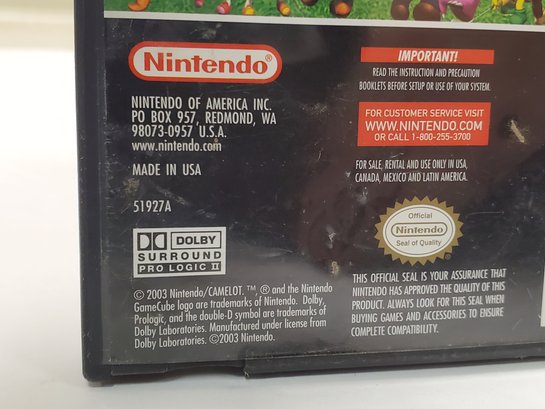 Nintendo®
NINTENDO OF AMERICA INC.
PO BOX 957, REDMOND, WA
98073-0957 U.S.A.
www.nintendo.com
MADE IN USA
51927A
DOLBY
SURROUND
PRO LOGIC II
© 2003 Nintendo/CAMELOT. ™, ® and the Nintendo
GameCube logo are trademarks of Nintendo. Dolby,
Prologic, and the double-D symbol are trademarks of
Dolby Laboratories. Manufactured under license from
Dolby Laboratories. ©2003 Nintendo.
IMPORTANT!
READ THE INSTRUCTION AND PRECAUTION
BOOKLETS BEFORE SETUP OR USE OF YOUR SYSTEM.
FOR CUSTOMER SERVICE VISIT
WWW.NINTENDO.COM
OR CALL 1-800-255-3700
FOR SALE, RENTAL AND USE ONLY IN USA,
CANADA, MEXICO AND LATIN AMERICA.
Official
Nintendo
Seal of Quality
THIS OFFICIAL SEAL IS YOUR ASSURANCE THAT
NINTENDO HAS APPROVED THE QUALITY OF THIS
PRODUCT. ALWAYS LOOK FOR THIS SEAL WHEN
BUYING GAMES AND ACCESSORIES TO ENSURE
COMPLETE COMPATIBILITY.